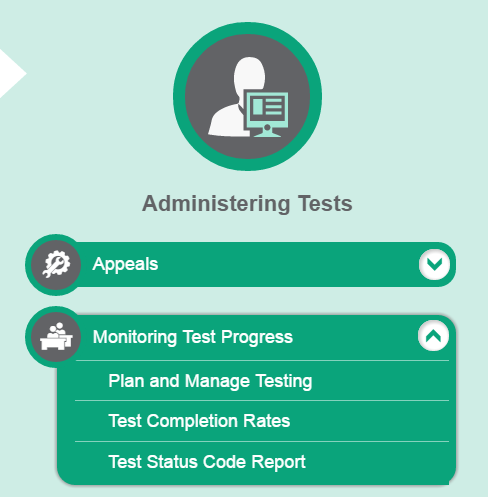 Administering Tests
Appeals
Monitoring Test Progress
Plan and Manage Testing
Test Completion Rates
Test Status Code Report